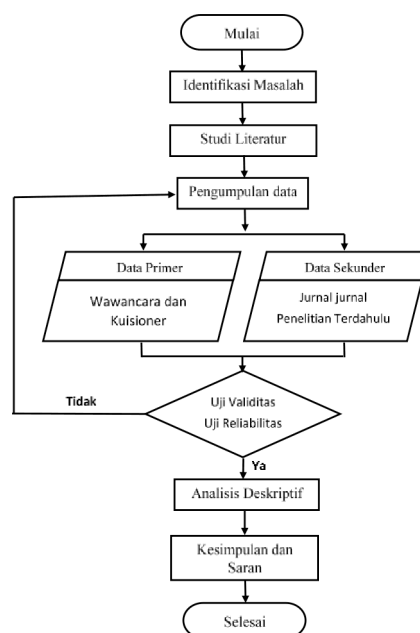 Mulai
Identifikasi Masalah
Studi Literatur
Pengumpulan data
Data Primer
Wawancara dan
Kuisioner
Data Sekunder
Jurnal jurnal
Penelitian Terdahulu
Uji Validitas
Uji Reliabilitas
Tidak
Ya
Analisis Deskriptif
Kesimpulan dan
Saran
Selesai